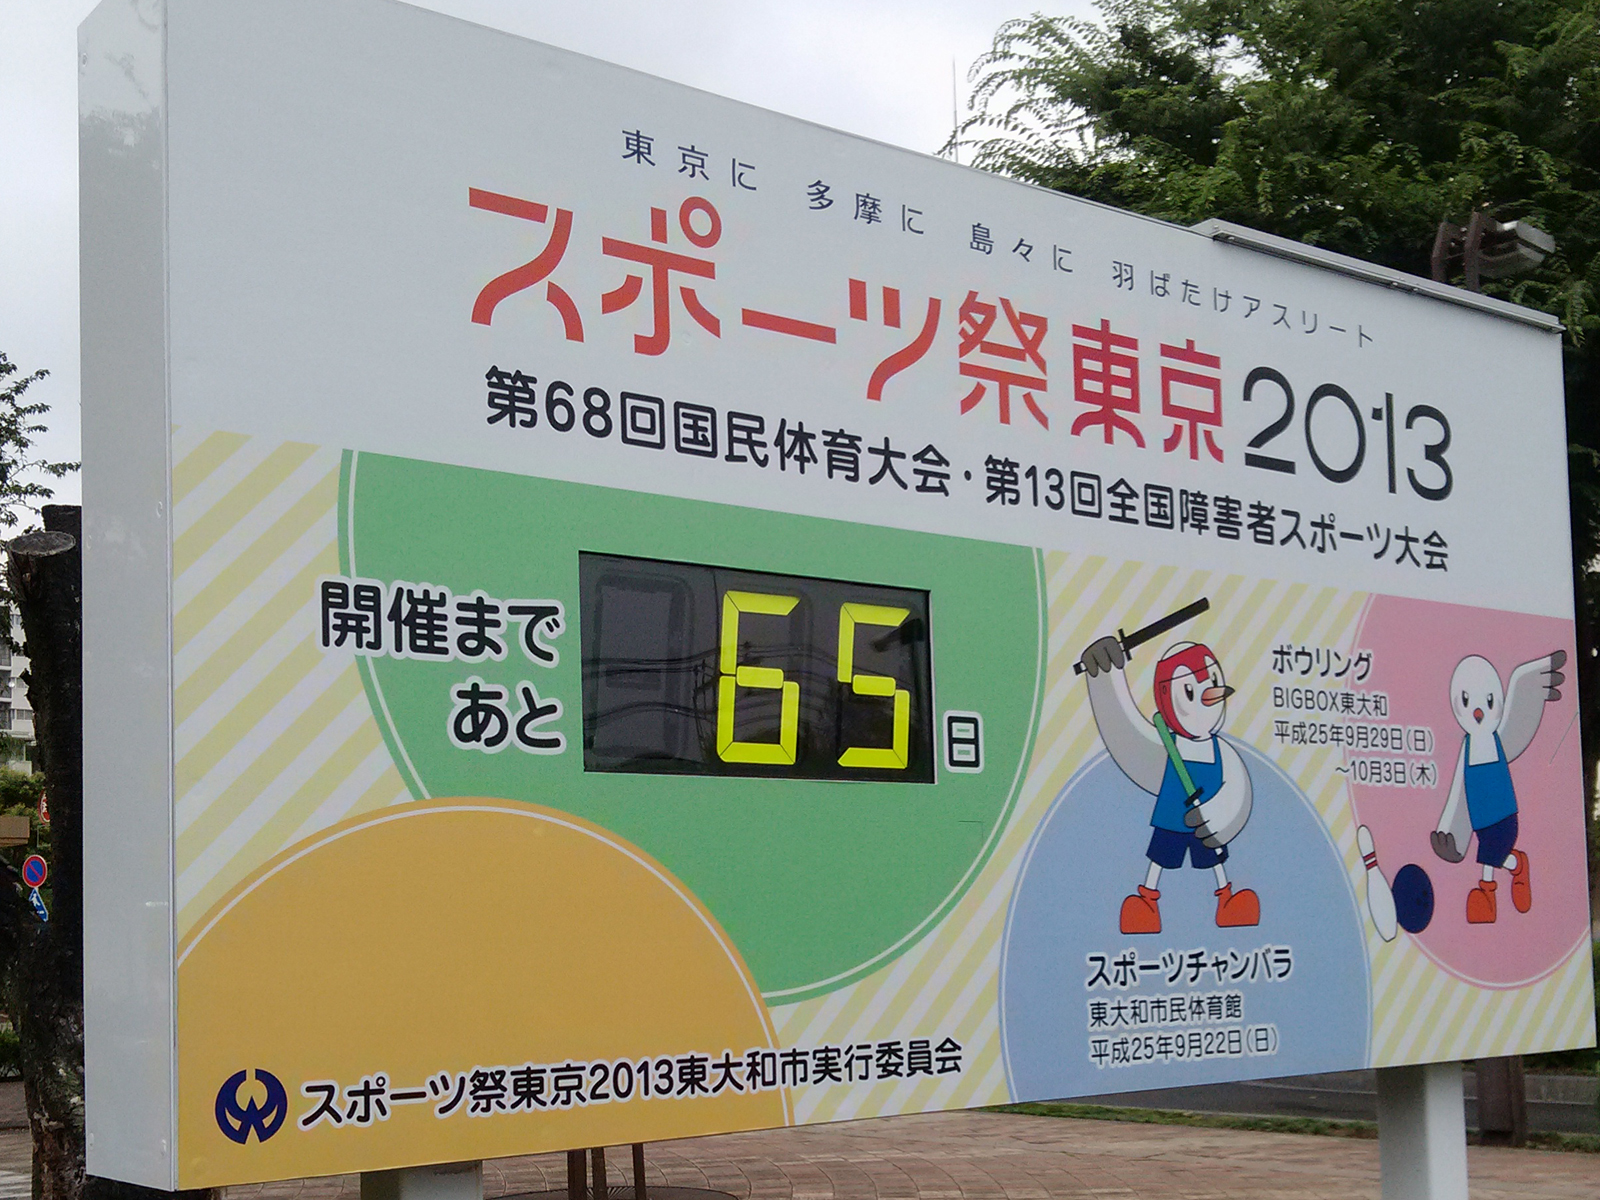 東京に 多摩に 島々に 羽ばたけアスリート
スポーツ祭東京2013
第68回国民体育大会・第13回全国障害者スポーツ大会
開催まで
あと
65日
ボウリング
BIGBOX東大和
平成25年9月29日(日)
～10月3日(木)
スポーツチャンバラ
東大和市民体育館
平成25年9月22日(日)
スポーツ祭東京2013東大和市実行委員会